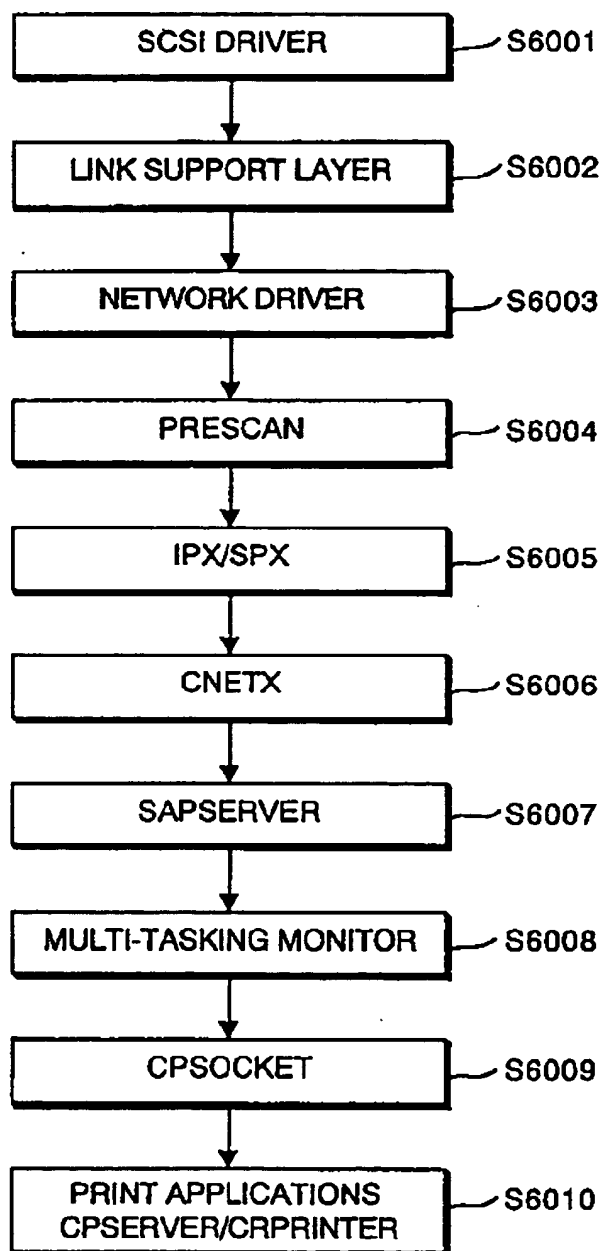 SCSI DRIVER S6001
LINK SUPPORT LAYER S6002
NETWORK DRIVER S6003
PRESCAN S6004
IPX/SPX S6005
CNETX S6006
SAPSERVER S6007
MULTI-TASKING MONITOR S6008
CPSOCKET S6009
PRINT APPLICATIONS
CPSERVER/CRPRINTER S6010